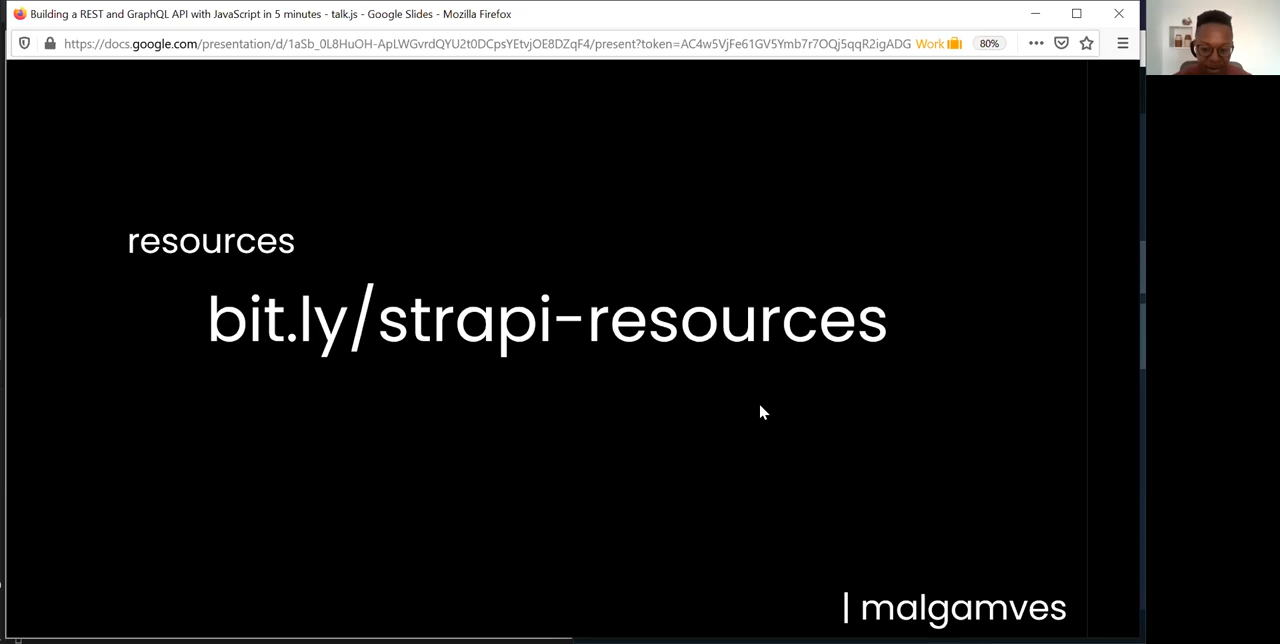 Building a REST and GraphQL API with JavaScript in 5 minutes - talk.js - Google Slides - Mozilla Firefox
https://docs.google.com/presentation/d/1aSb_0L8HuOH-ApLWGvrdQYU2t0DCpsYEtvjOE8DZqF4/present?token=AC4w5VjFe61GV5Ymb7r7OQj5qqR2igADG Work 80%
resources
bit.ly/strapi-resources
| malgamves